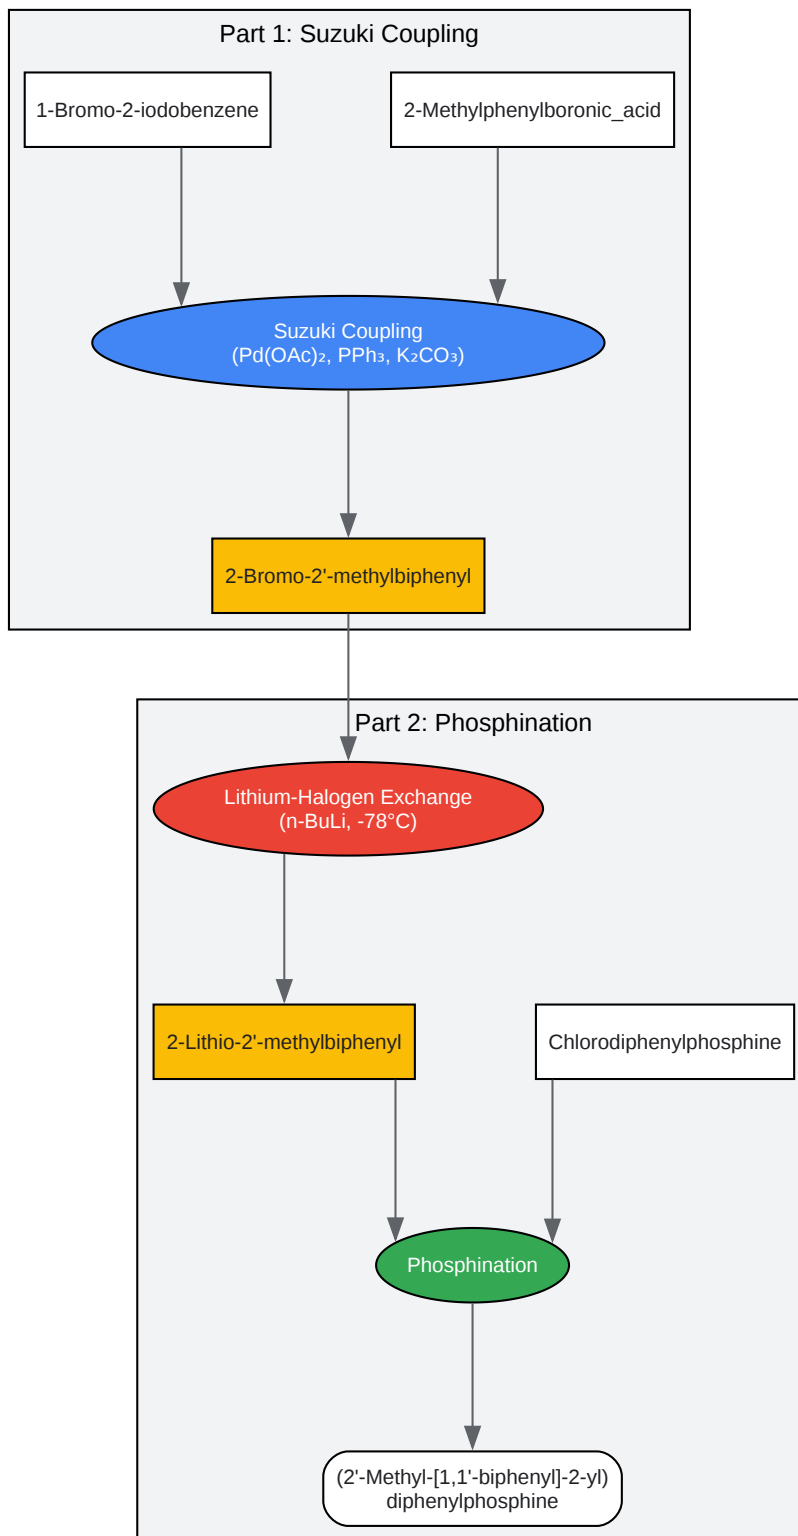 Part 1: Suzuki Coupling
1-Bromo-2-iodobenzene
2-Methylphenylboronic_acid
Suzuki Coupling
(Pd(OAc)₂, PPh₃, K₂CO₃)
2-Bromo-2'-methylbiphenyl
Part 2: Phosphination
Lithium-Halogen Exchange
(n-BuLi, -78°C)
2-Lithio-2'-methylbiphenyl
Chlorodiphenylphosphine
Phosphination
(2'-Methyl-[1,1'-biphenyl]-2-yl)
diphenylphosphine